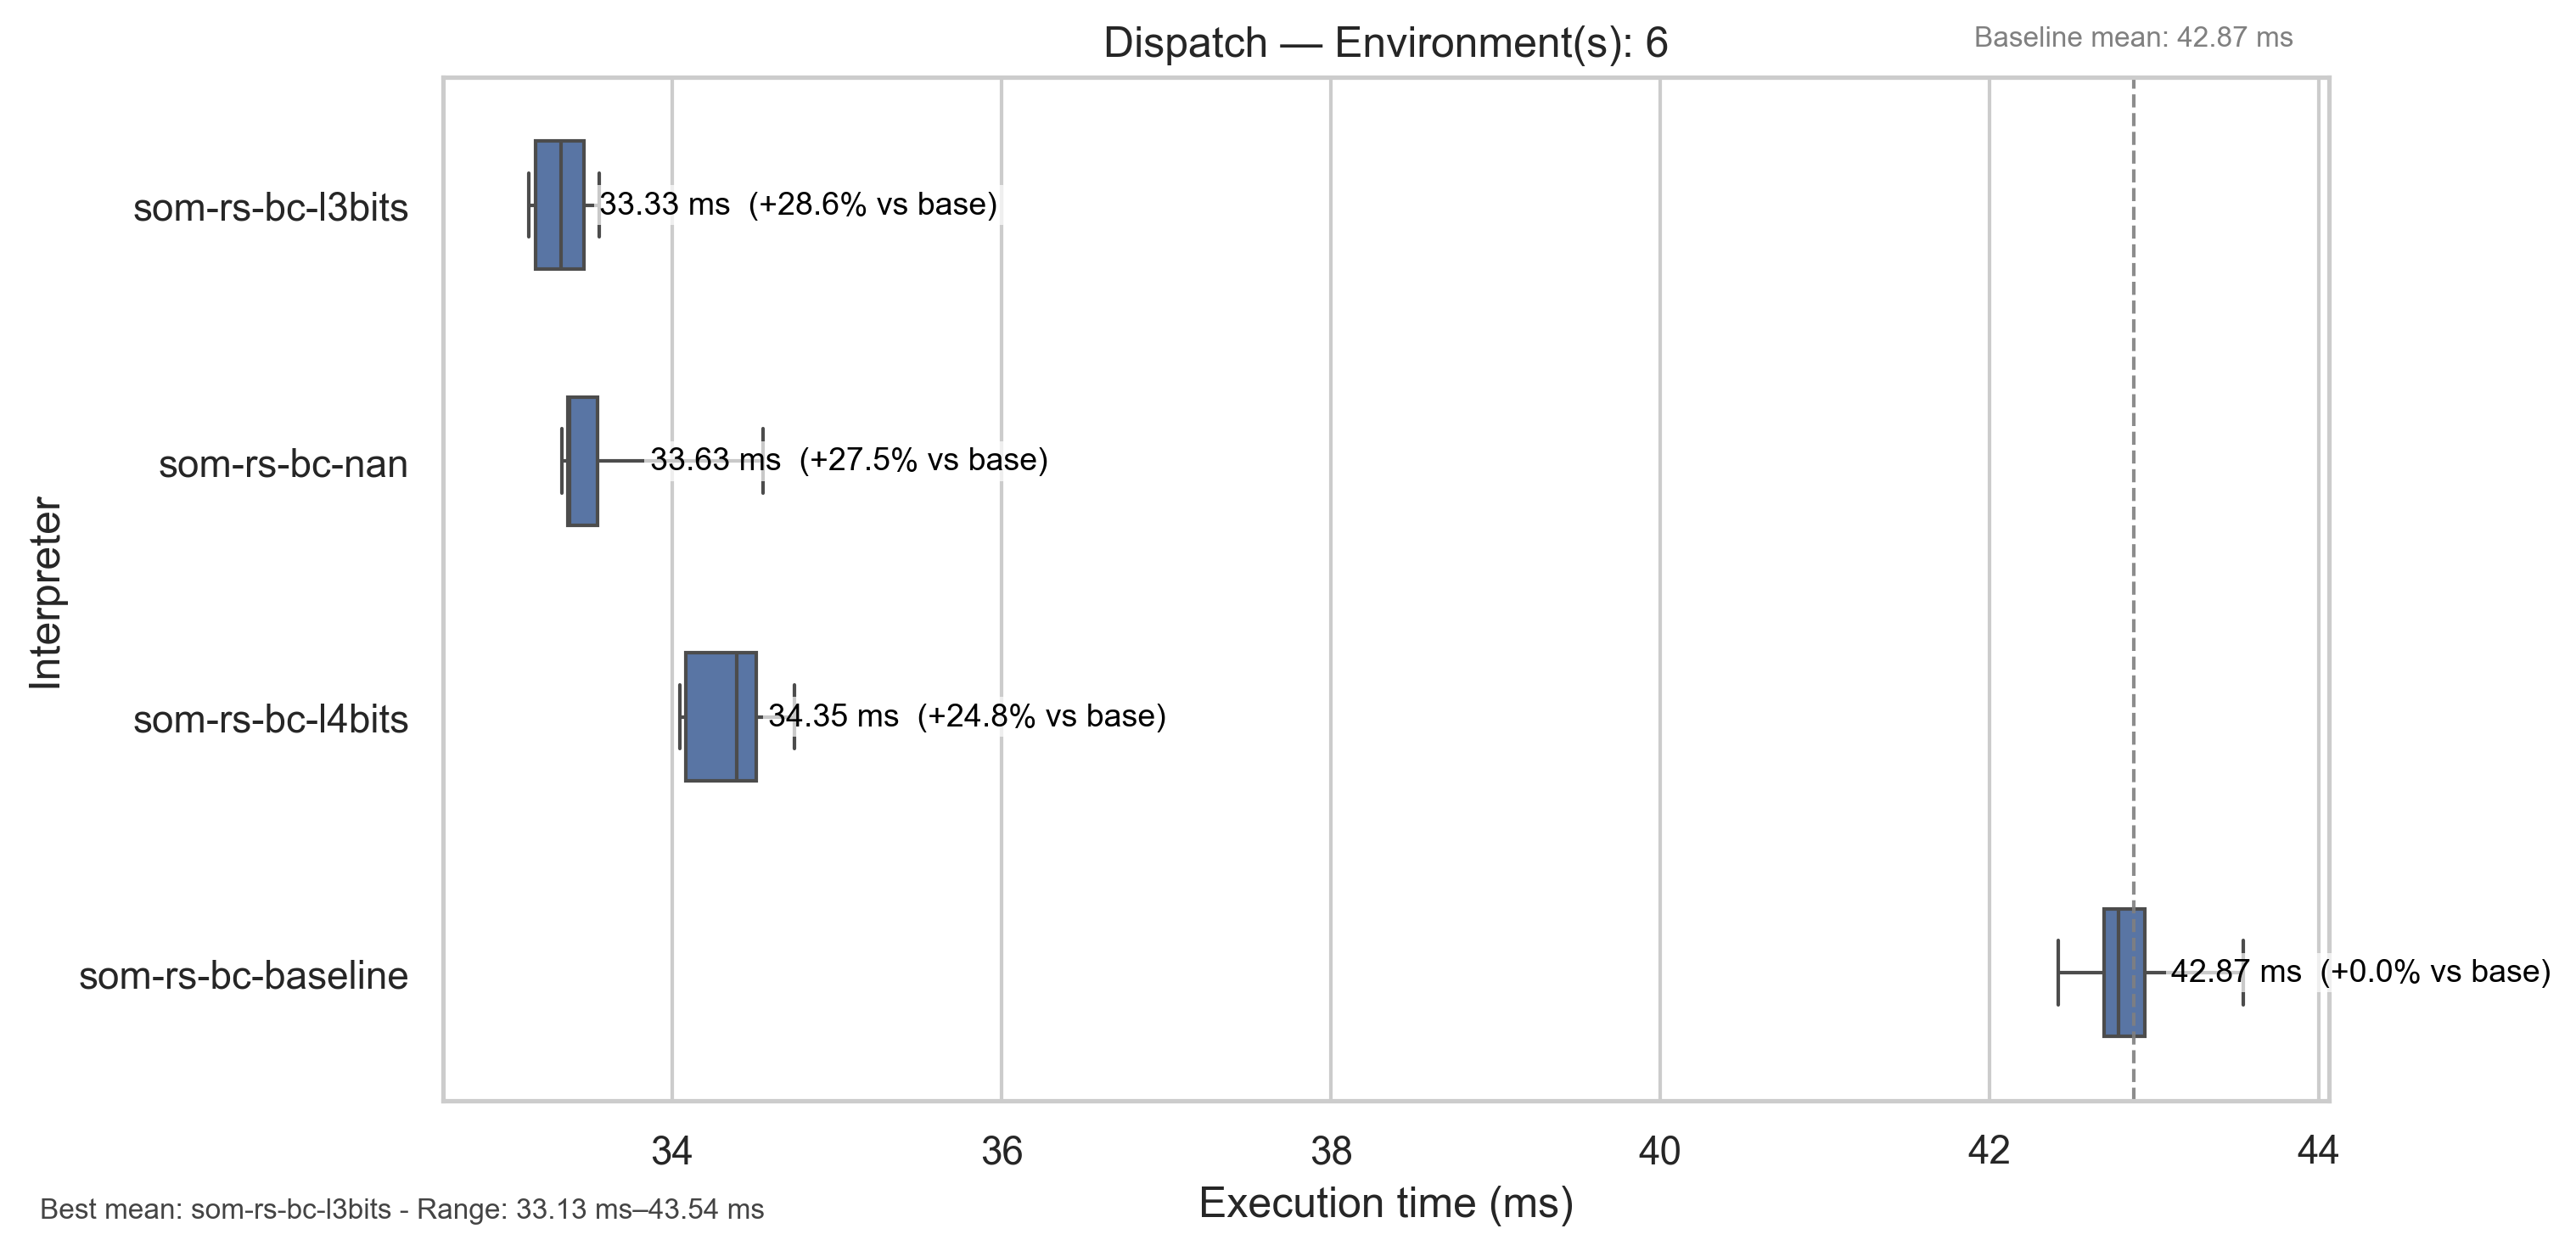 Dispatch — Environment(s): 6
Baseline mean: 42.87 ms
Interpreter
som-rs-bc-l3bits
33.33 ms  (+28.6% vs base)
som-rs-bc-nan
33.63 ms  (+27.5% vs base)
som-rs-bc-l4bits
34.35 ms  (+24.8% vs base)
som-rs-bc-baseline
42.87 ms  (+0.0% vs base)
34 36 38 40 42 44
Execution time (ms)
Best mean: som-rs-bc-l3bits - Range: 33.13 ms–43.54 ms